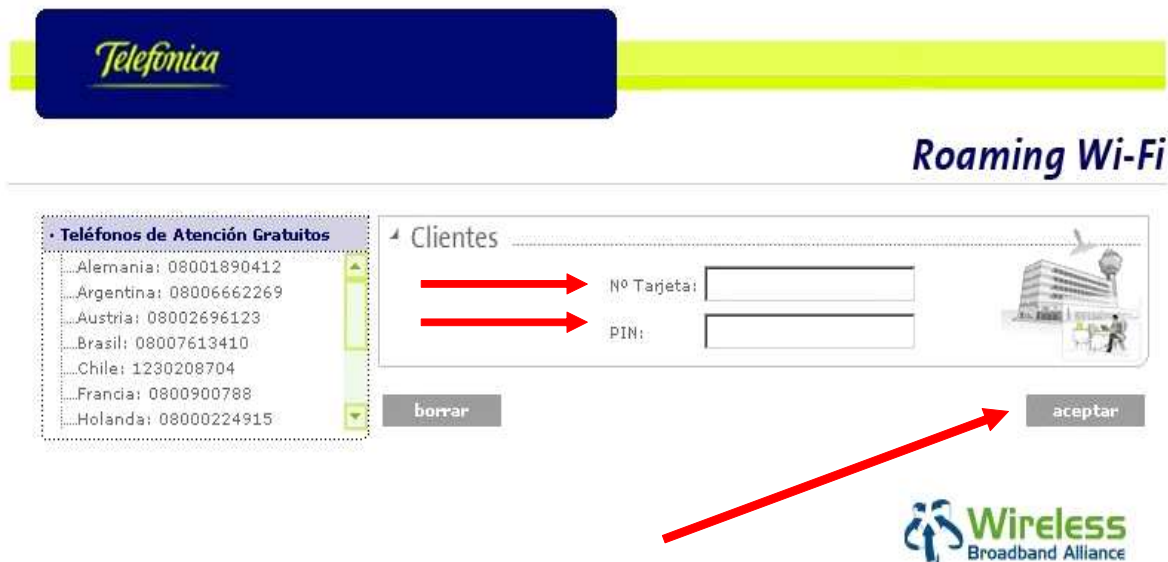 Telefónica
Roaming Wi-Fi
· Teléfonos de Atención Gratuitos
Alemania: 08001890412
Argentina: 08006662269
Austria: 08002696123
Brasil: 08007613410
Chile: 1230208704
Francia: 0800900788
Holanda: 08000224915
Clientes
Nº Tarjeta:
PIN:
borrar
aceptar
Wireless
Broadband Alliance